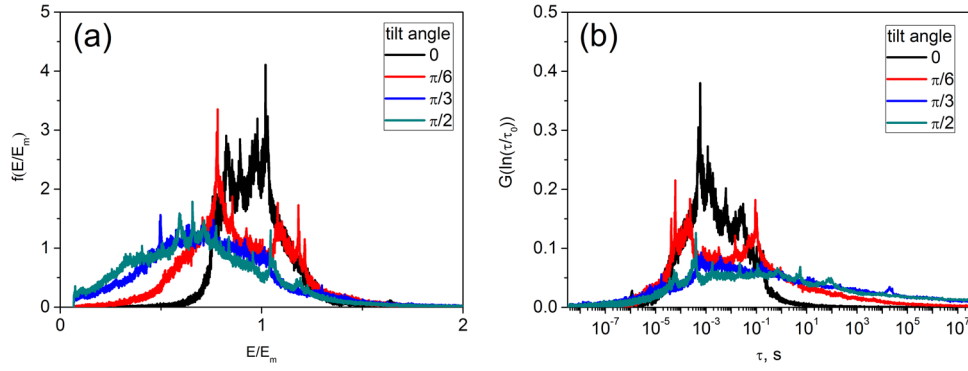 (a)
tilt angle
0
π/6
π/3
π/2
f(E/Eₘ)
5
4
3
2
1
0
0 1 2
E/Eₘ
(b)
tilt angle
0
π/6
π/3
π/2
G(ln(τ/τ₀))
0.5
0.4
0.3
0.2
0.1
0.0
10⁻⁷ 10⁻⁵ 10⁻³ 10⁻¹ 10¹ 10³ 10⁵ 10⁷
τ, s